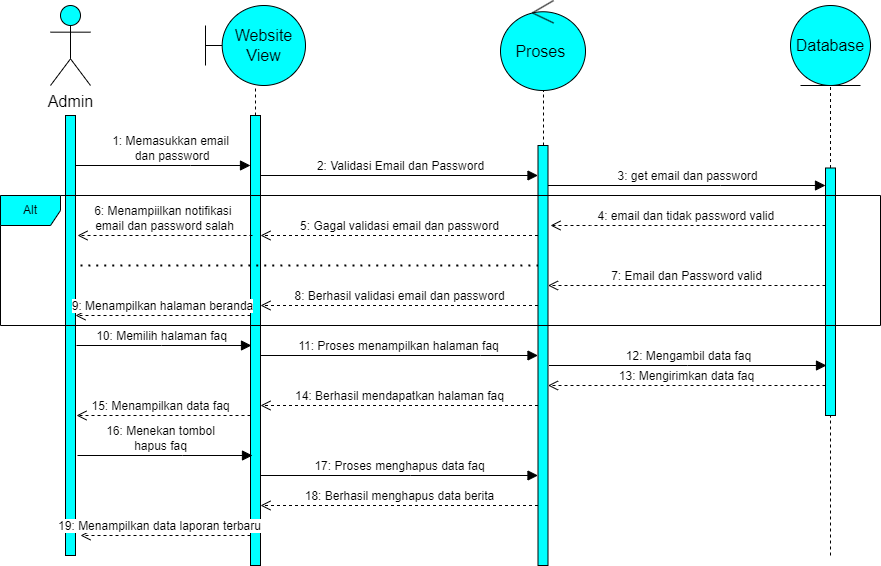 Website
View
Proses
Database
Admin
1: Memasukkan email
dan password
2: Validasi Email dan Password
3: get email dan password
Alt
6: Menampiilkan notifikasi
email dan password salah
5: Gagal validasi email dan password
4: email dan tidak password valid
7: Email dan Password valid
8: Berhasil validasi email dan password
9: Menampilkan halaman beranda
10: Memilih halaman faq
11: Proses menampilkan halaman faq
12: Mengambil data faq
13: Mengirimkan data faq
14: Berhasil mendapatkan halaman faq
15: Menampilkan data faq
16: Menekan tombol
hapus faq
17: Proses menghapus data faq
18: Berhasil menghapus data berita
19: Menampilkan data laporan terbaru